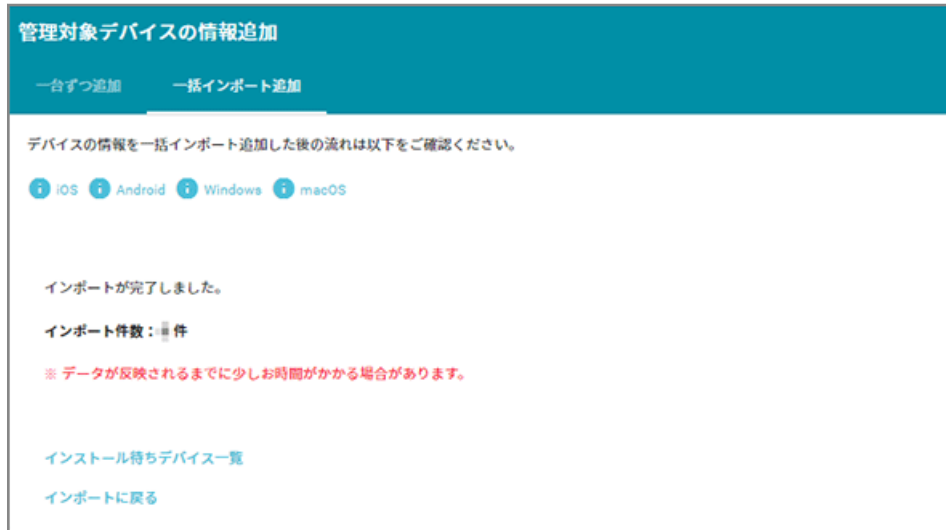 管理対象デバイスの情報追加
一台ずつ追加 一括インポート追加
デバイスの情報を一括インポート追加した後の流れは以下をご確認ください。
iOS Android Windows macOS
インポートが完了しました。
インポート件数： 件
※ データが反映されるまでに少しお時間がかかる場合があります。
インストール待ちデバイス一覧
インポートに戻る